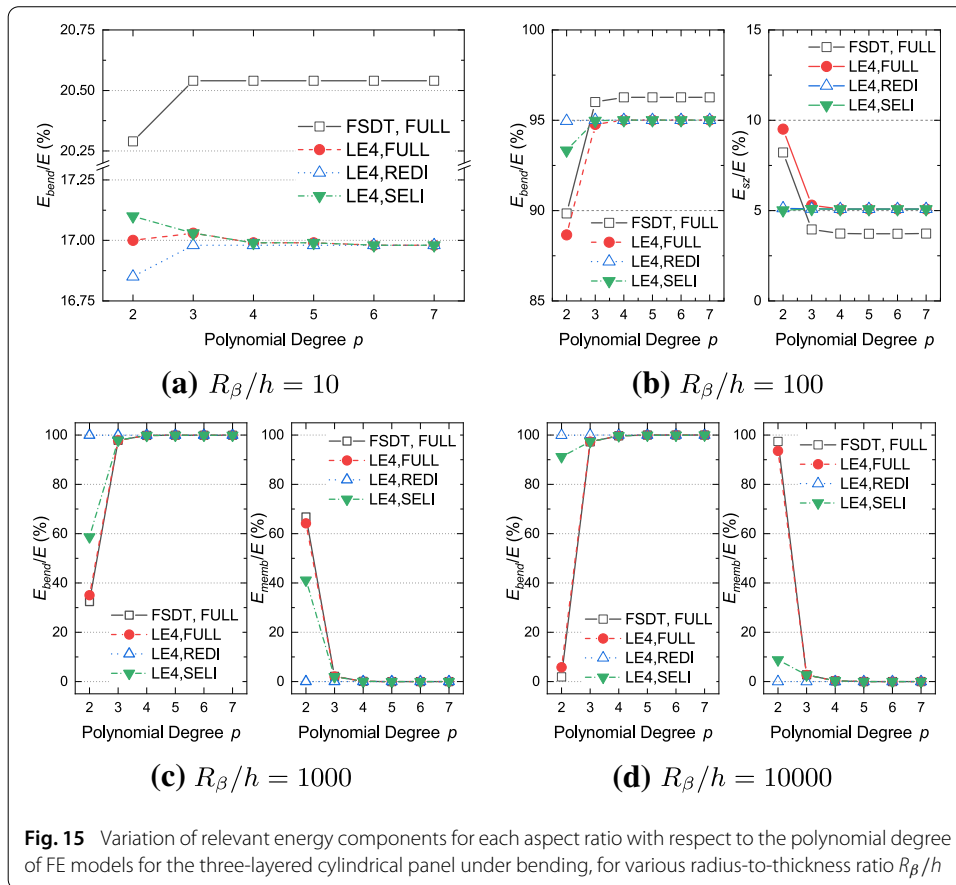 20.75
20.50
20.25
17.25
17.00
16.75
E_bend/E (%)
FSDT, FULL
LE4,FULL
LE4,REDI
LE4,SELI
2 3 4 5 6 7
Polynomial Degree p
(a) R_β/h = 10
100
95
90
85
E_bend/E (%)
FSDT, FULL
LE4,FULL
LE4,REDI
LE4,SELI
2 3 4 5 6 7
Polynomial Degree p
15
10
5
0
E_sz/E (%)
FSDT, FULL
LE4,FULL
LE4,REDI
LE4,SELI
2 3 4 5 6 7
Polynomial Degree p
(b) R_β/h = 100
100
80
60
40
20
0
E_bend/E (%)
FSDT, FULL
LE4,FULL
LE4,REDI
LE4,SELI
2 3 4 5 6 7
Polynomial Degree p
100
80
60
40
20
0
E_memb/E (%)
FSDT, FULL
LE4,FULL
LE4,REDI
LE4,SELI
2 3 4 5 6 7
Polynomial Degree p
(c) R_β/h = 1000
100
80
60
40
20
0
E_bend/E (%)
FSDT, FULL
LE4,FULL
LE4,REDI
LE4,SELI
2 3 4 5 6 7
Polynomial Degree p
100
80
60
40
20
0
E_memb/E (%)
FSDT, FULL
LE4,FULL
LE4,REDI
LE4,SELI
2 3 4 5 6 7
Polynomial Degree p
(d) R_β/h = 10000
Fig. 15 Variation of relevant energy components for each aspect ratio with respect to the polynomial degree
of FE models for the three-layered cylindrical panel under bending, for various radius-to-thickness ratio R_β/h